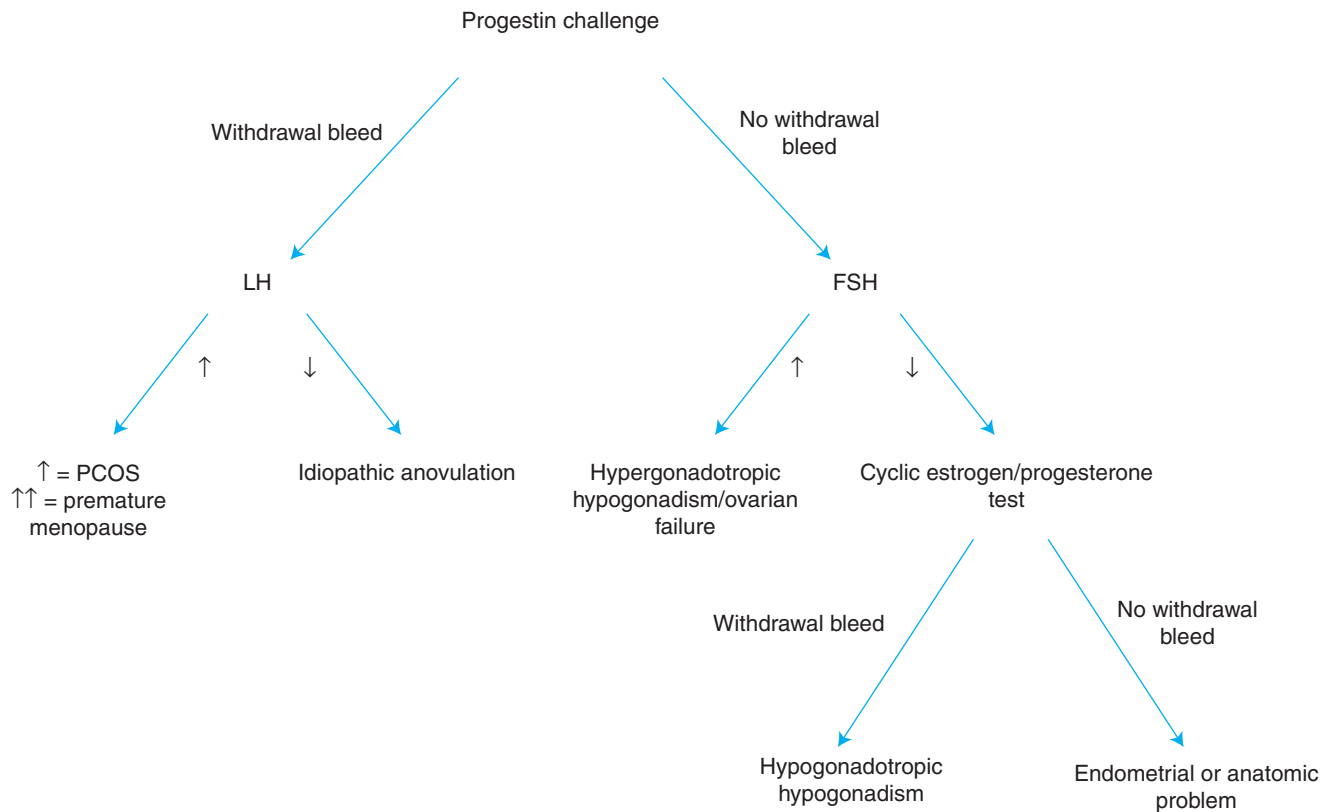 Progestin challenge
Withdrawal bleed
No withdrawal
bleed
LH
FSH
↑
↓
↑
↓
↑ = PCOS
↑↑ = premature
menopause
Idiopathic anovulation
Hypergonadotropic
hypogonadism/ovarian
failure
Cyclic estrogen/progesterone
test
Withdrawal bleed
No withdrawal
bleed
Hypogonadotropic
hypogonadism
Endometrial or anatomic
problem